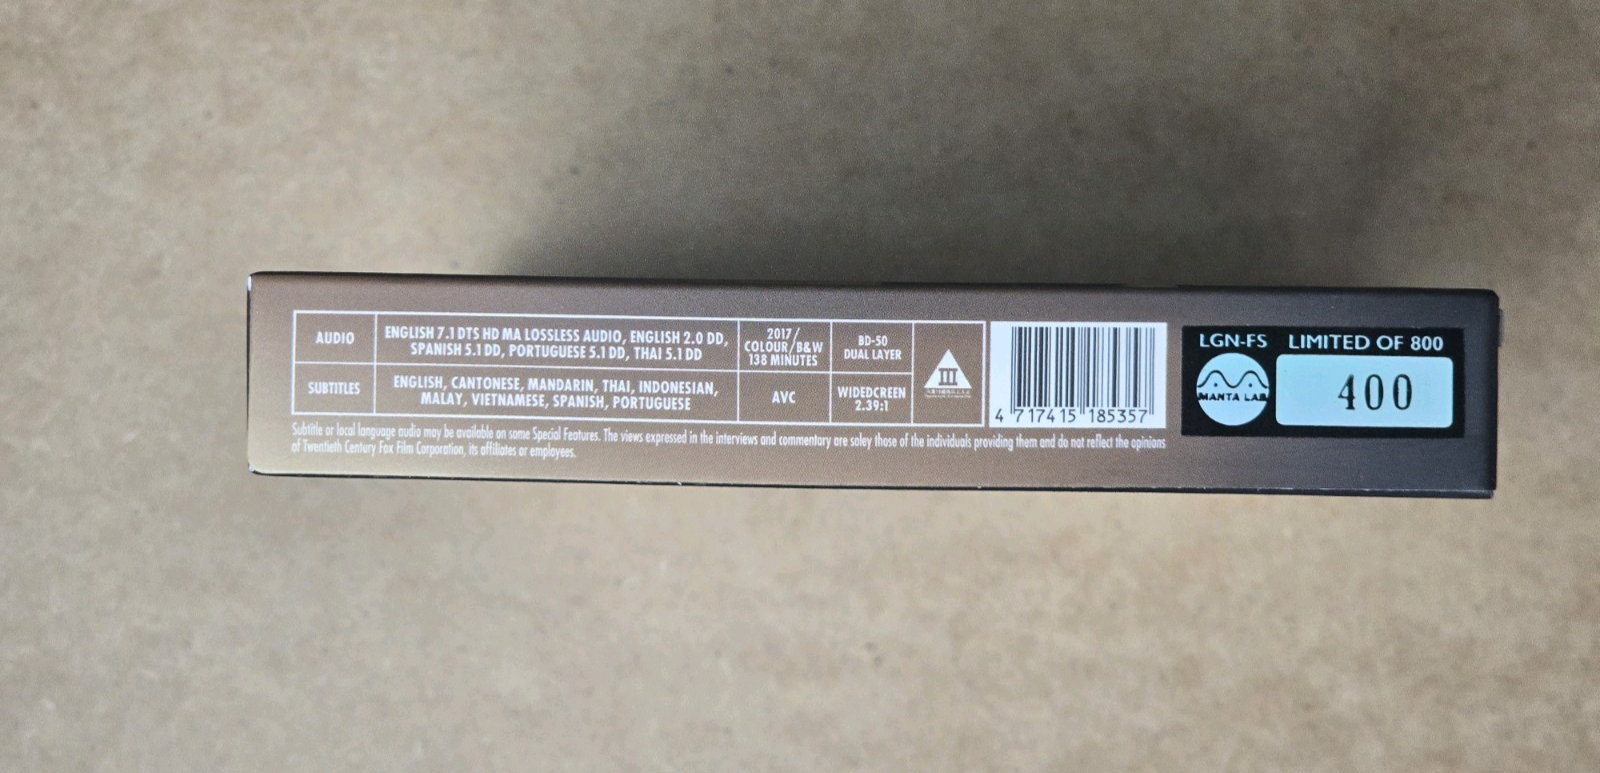 AUDIO
ENGLISH 7.1 DTS HD MA LOSSLESS AUDIO, ENGLISH 2.0 DD,
SPANISH 5.1 DD, PORTUGUESE 5.1 DD, THAI 5.1 DD
2017/
COLOUR/B&W
138 MINUTES
BD-50
DUAL LAYER
SUBTITLES
ENGLISH, CANTONESE, MANDARIN, THAI, INDONESIAN,
MALAY, VIETNAMESE, SPANISH, PORTUGUESE
AVC
WIDEDCREEN
2.39:1
III
4 717415 185357
LGN-FS LIMITED OF 800
MANTA LAB
400
Subtitle or local language audio may be available on some Special Features. The views expressed in the interviews and commentary are soley those of the individuals providing them and do not reflect the opinions
of Twentieth Century Fox Film Corporation, its affiliates or employees.